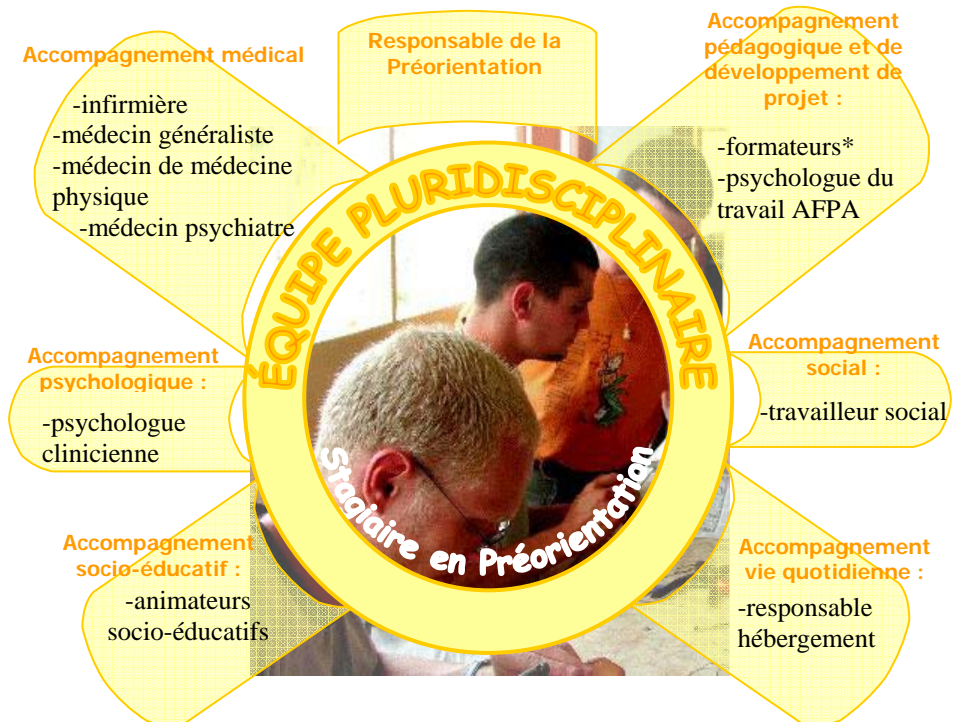 Accompagnement médical
-infirmière
-médecin généraliste
-médecin de médecine
physique
-médecin psychiatre
Responsable de la
Préorientation
Accompagnement
pédagogique et de
développement de
projet :
-formateurs*
-psychologue du
travail AFPA
ÉQUIPE PLURIDISCIPLINAIRE
Accompagnement
psychologique :
-psychologue
clinicienne
Accompagnement
social :
-travailleur social
Stagiaire en Préorientation
Accompagnement
socio-éducatif :
-animateurs
socio-éducatifs
Accompagnement
vie quotidienne :
-responsable
hébergement